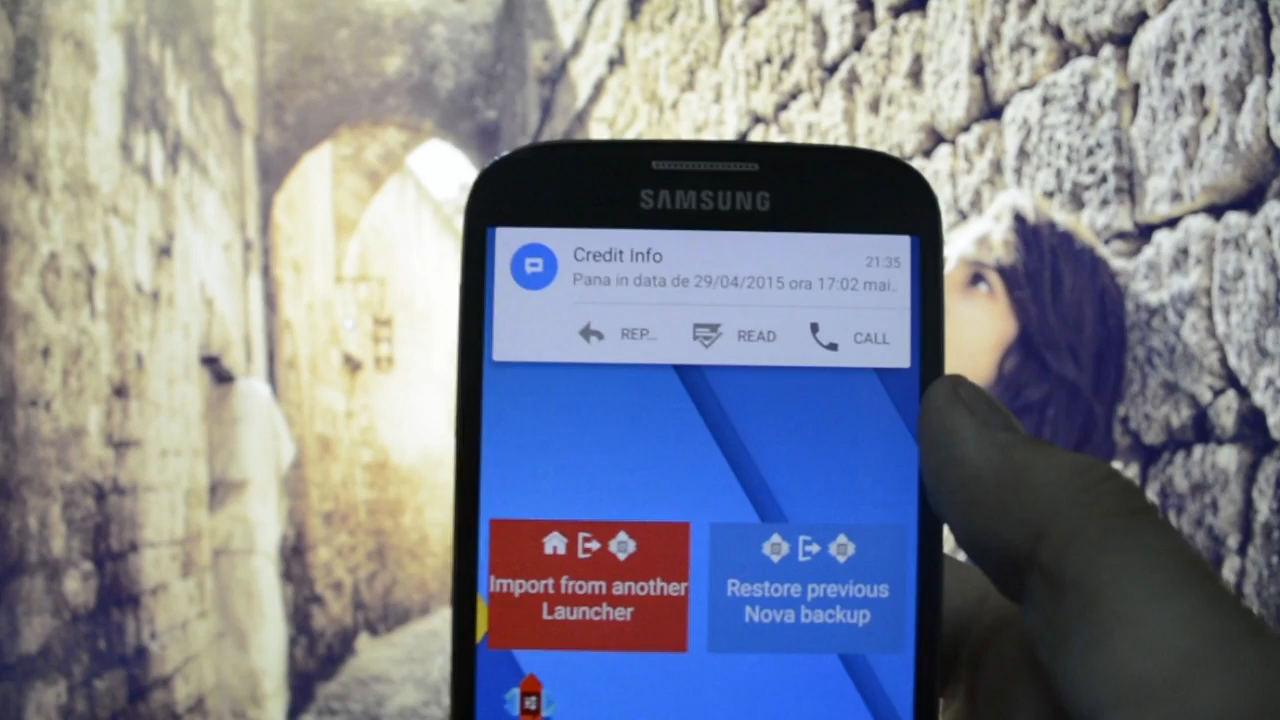 SAMSUNG
Credit Info
21:35
Pana in data de 29/04/2015 ora 17:02 mai..
REP...
READ
CALL
Import from another
Launcher
Restore previous
Nova backup